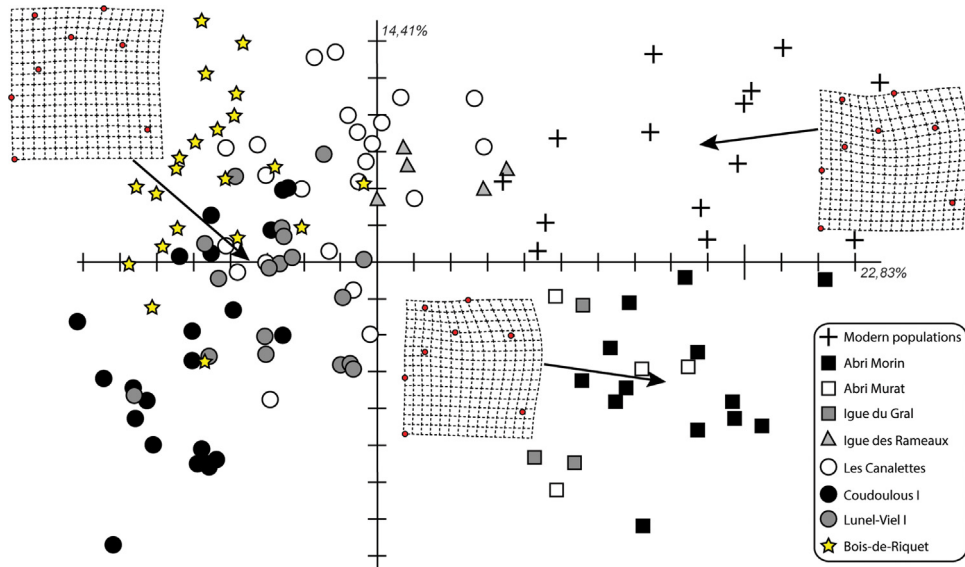 14,41%
22,83%
Modern populations
Abri Morin
Abri Murat
Igue du Gral
Igue des Rameaux
Les Canalettes
Coudoulous I
Lunel-Viel I
Bois-de-Riquet